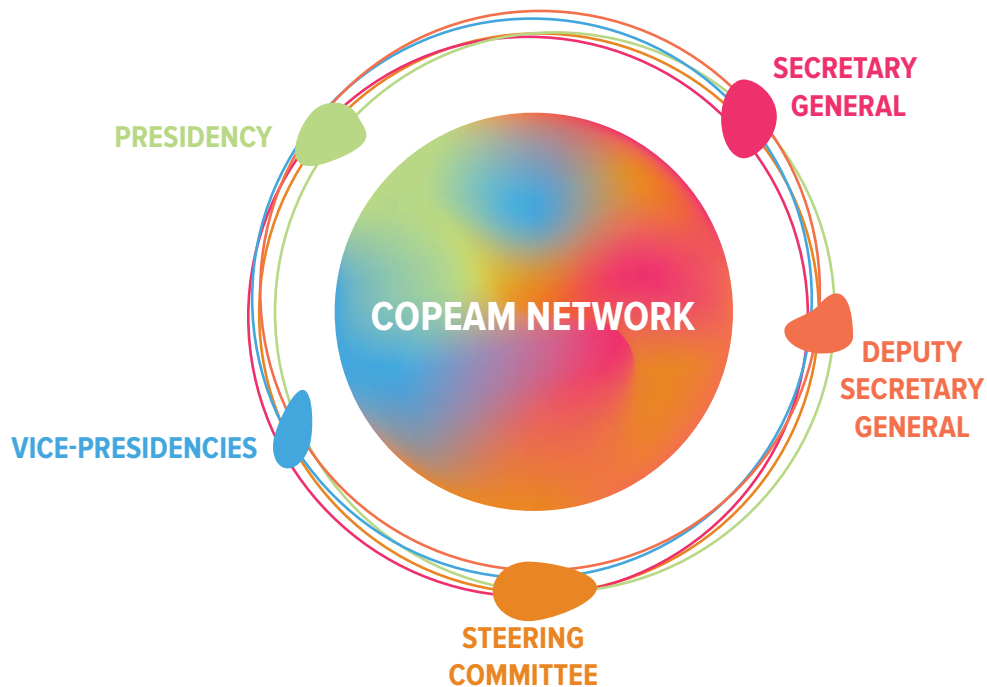 SECRETARY
GENERAL
PRESIDENCY
COPEAM NETWORK
DEPUTY
SECRETARY
GENERAL
VICE-PRESIDENCIES
STEERING
COMMITTEE